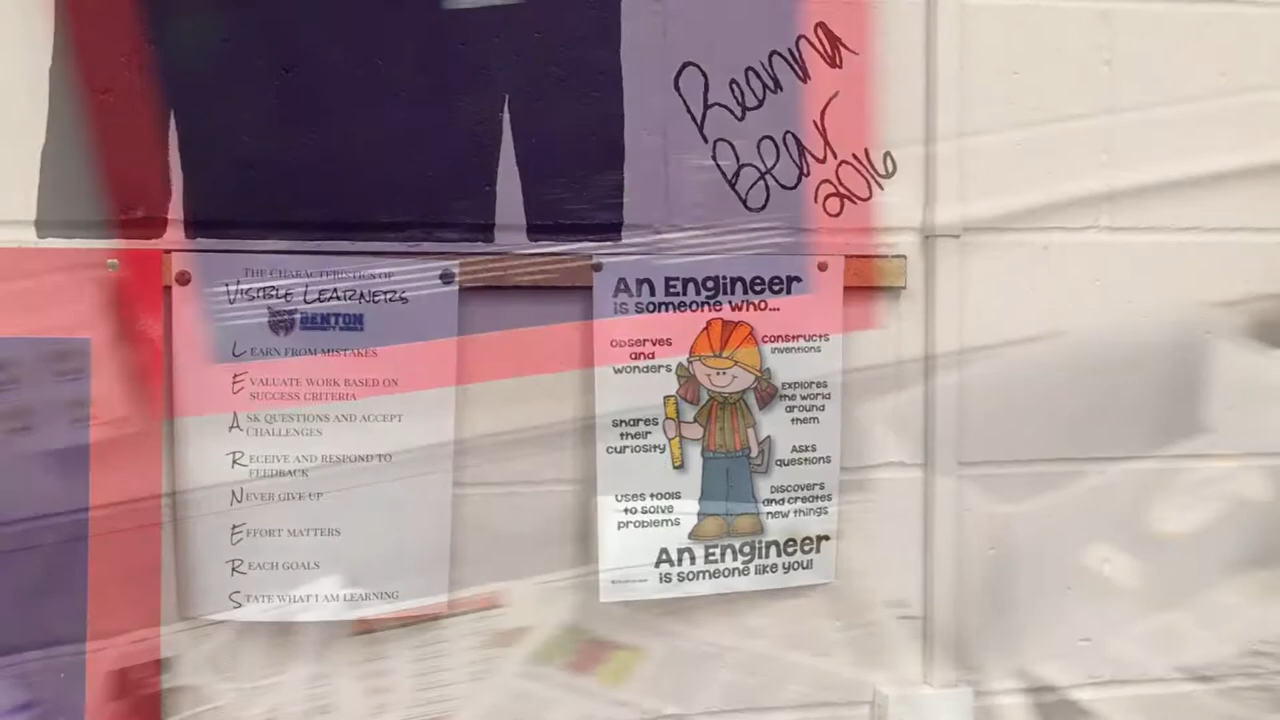 Reanna
Bear
2016
THE CHARACTERISTICS OF
VISIBLE LEARNERS
BENTON
COMMUNITY SCHOOLS
LEARN FROM MISTAKES
EVALUATE WORK BASED ON
SUCCESS CRITERIA
ASK QUESTIONS AND ACCEPT
CHALLENGES
RECEIVE AND RESPOND TO
FEEDBACK
NEVER GIVE UP
EFFORT MATTERS
REACH GOALS
STATE WHAT I AM LEARNING
An Engineer
is someone who...
Observes
and
wonders
constructs
inventions
Explores
the world
around
them
Shares
their
curiosity
Asks
questions
Uses tools
to solve
problems
Discovers
and creates
new things
An Engineer
is someone like you!